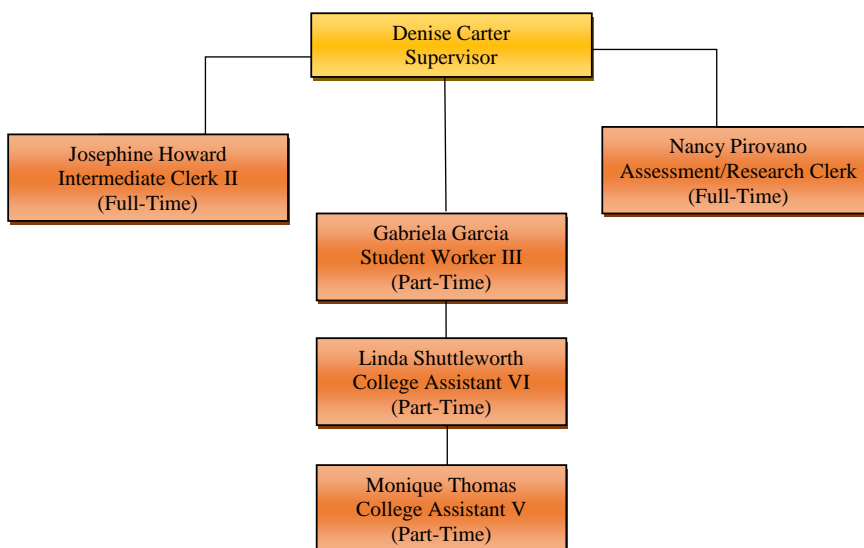 Denise Carter
Supervisor
Josephine Howard
Intermediate Clerk II
(Full-Time)
Nancy Pirovano
Assessment/Research Clerk
(Full-Time)
Gabriela Garcia
Student Worker III
(Part-Time)
Linda Shuttleworth
College Assistant VI
(Part-Time)
Monique Thomas
College Assistant V
(Part-Time)